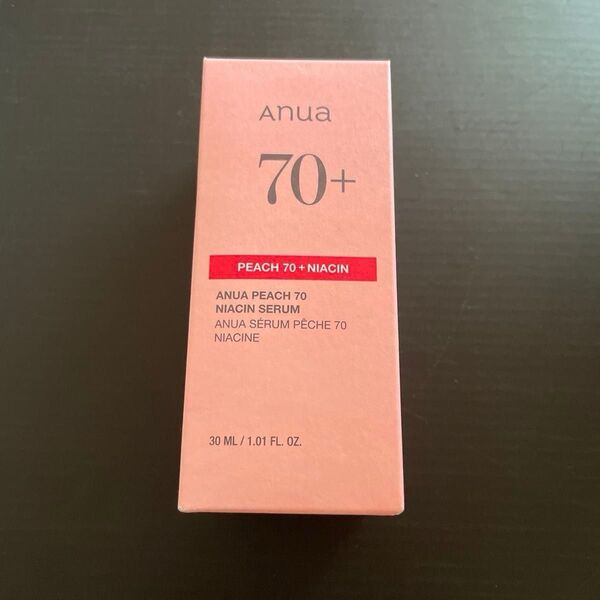 Anua
70+
PEACH 70 + NIACIN
ANUA PEACH 70
NIACIN SERUM
ANUA SÉRUM PÊCHE 70
NIACINE
30 ML / 1.01 FL. OZ.